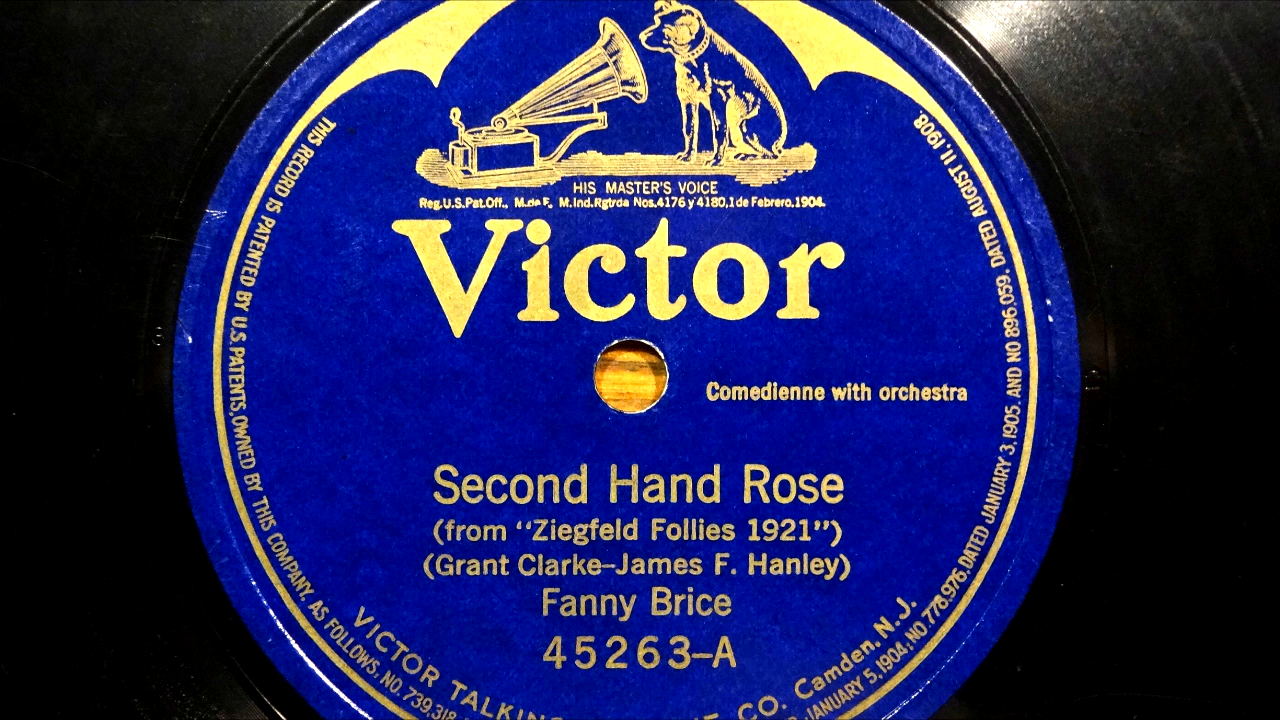 HIS MASTER'S VOICE
Reg.U.S.Pat.Off., M.de F. M.Ind.Rgtrda Nos.4176 y 4180,1 de Febrero.1904.
Victor
Comedienne with orchestra
Second Hand Rose
(from “Ziegfeld Follies 1921”)
(Grant Clarke–James F. Hanley)
Fanny Brice
45263–A
VICTOR TALKING CO. Camden, N.J.
THIS RECORD IS PATENTED BY U.S. PATENTS, OWNED BY THIS COMPANY, AS FOLLOWS, NO. 739,318
JANUARY 5, 1904: NO. 778,976. DATED JANUARY 3, 1905. AND NO 896,059. DATED AUGUST 11, 1908